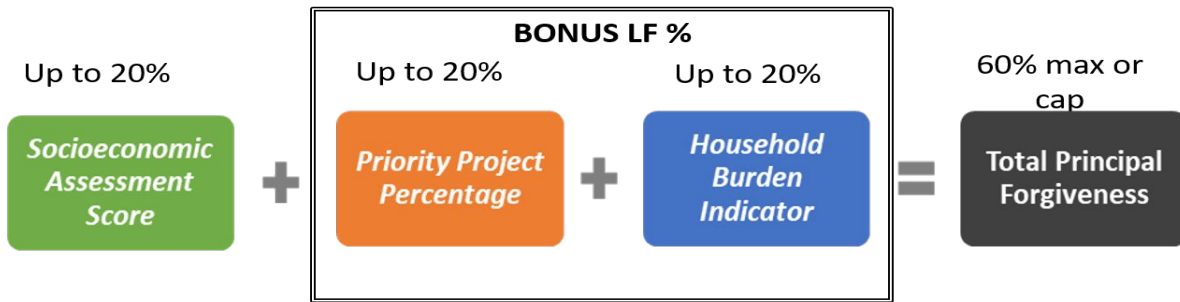 BONUS LF %
Up to 20%
Up to 20%
Up to 20%
60% max or
cap
Socioeconomic
Assessment
Score
+
Priority Project
Percentage
+
Household
Burden
Indicator
=
Total Principal
Forgiveness